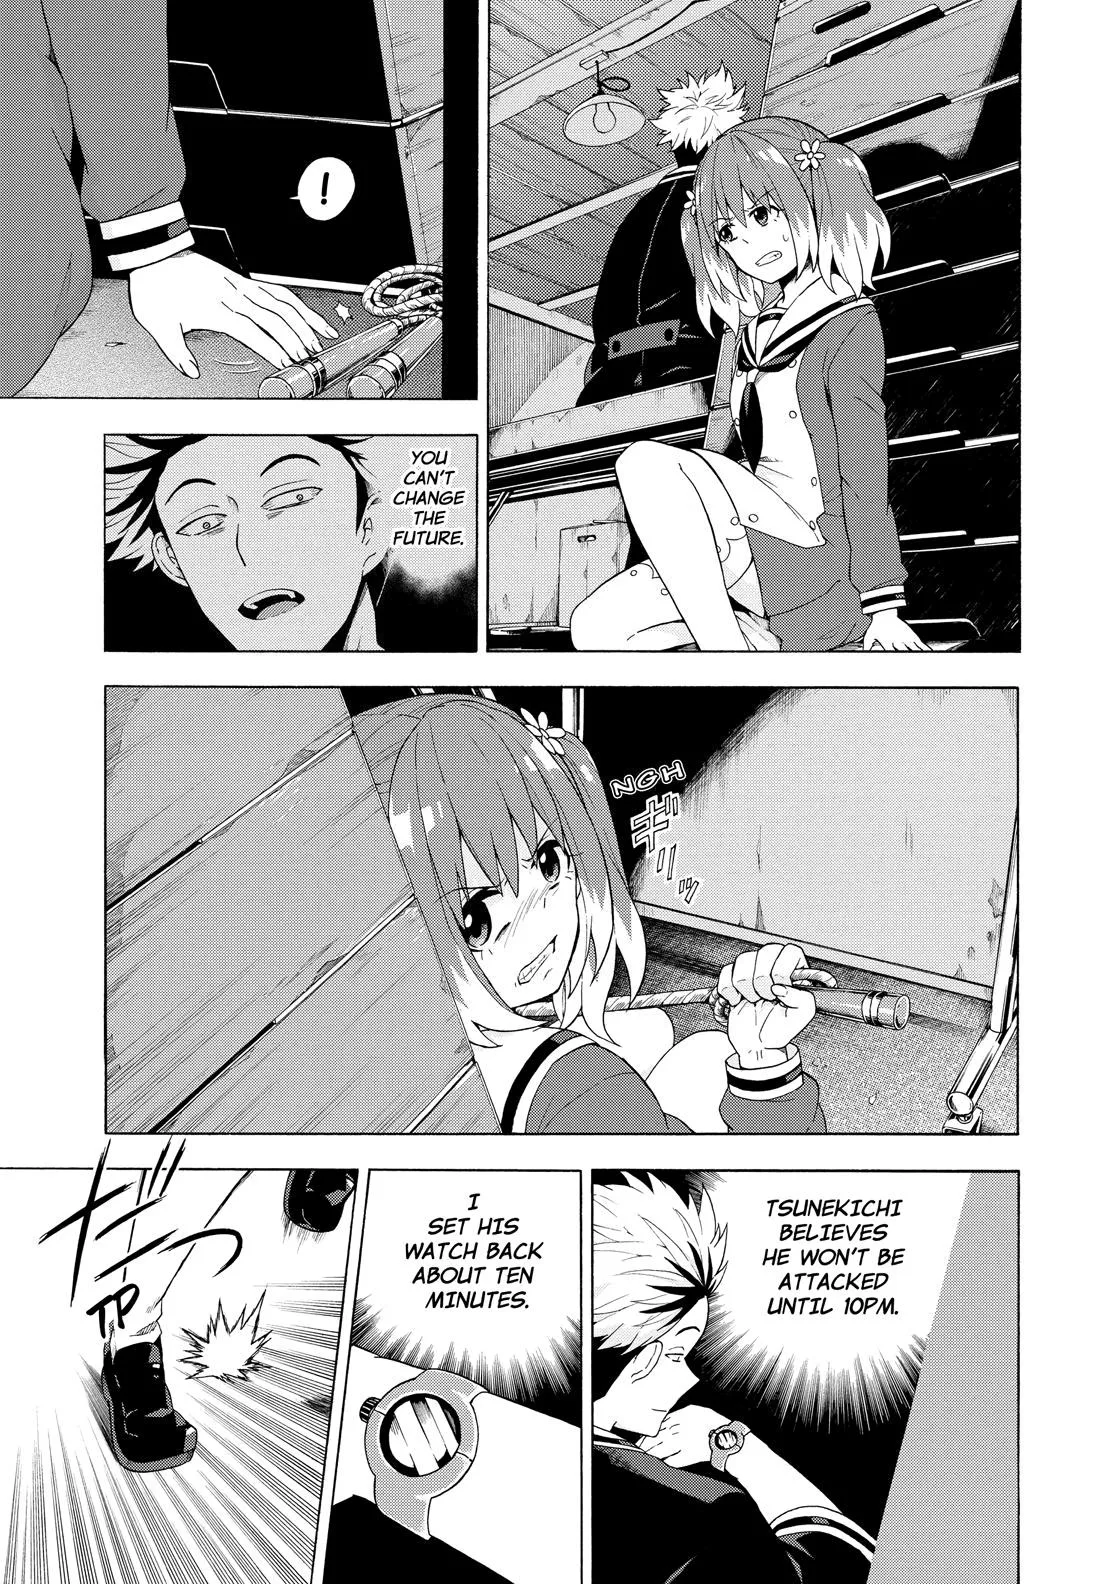 !
YOU
CAN'T
CHANGE
THE
FUTURE.
NGH
ギリッ
TSUNEKICHI
BELIEVES
HE WON'T BE
ATTACKED
UNTIL 10PM.
I
SET HIS
WATCH BACK
ABOUT TEN
MINUTES.
TP